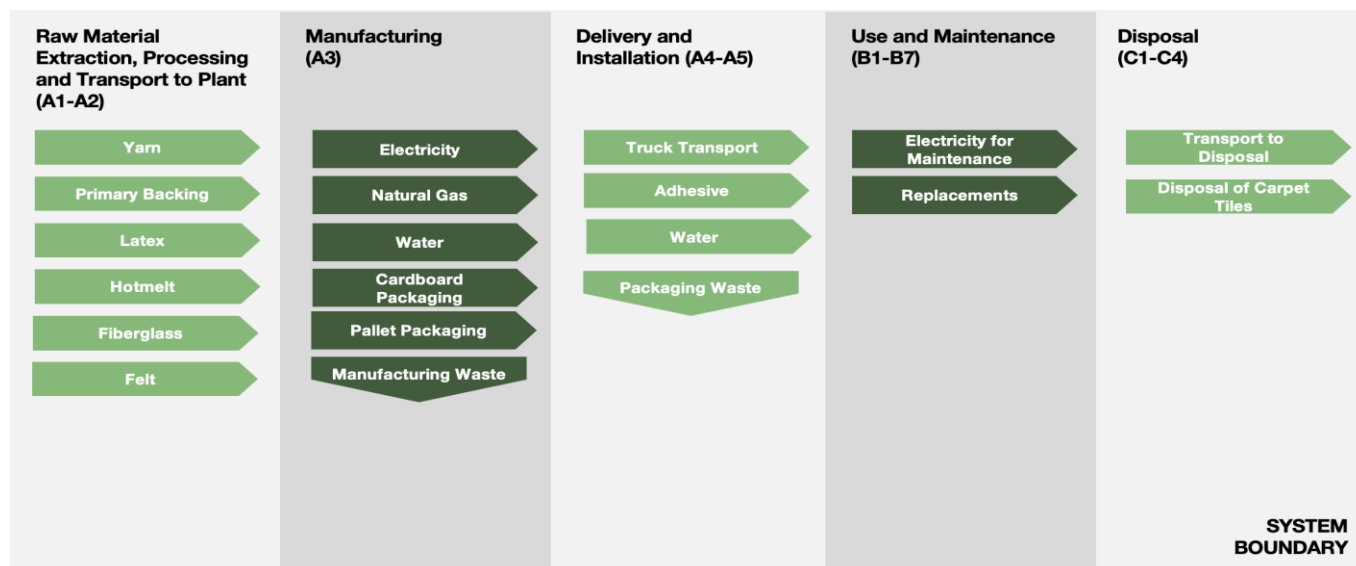 Raw Material
Extraction, Processing
and Transport to Plant
(A1-A2)
Yarn
Primary Backing
Latex
Hotmelt
Fiberglass
Felt
Manufacturing
(A3)
Electricity
Natural Gas
Water
Cardboard
Packaging
Pallet Packaging
Manufacturing Waste
Delivery and
Installation (A4-A5)
Truck Transport
Adhesive
Water
Packaging Waste
Use and Maintenance
(B1-B7)
Electricity for
Maintenance
Replacements
Disposal
(C1-C4)
Transport to
Disposal
Disposal of Carpet
Tiles
SYSTEM
BOUNDARY